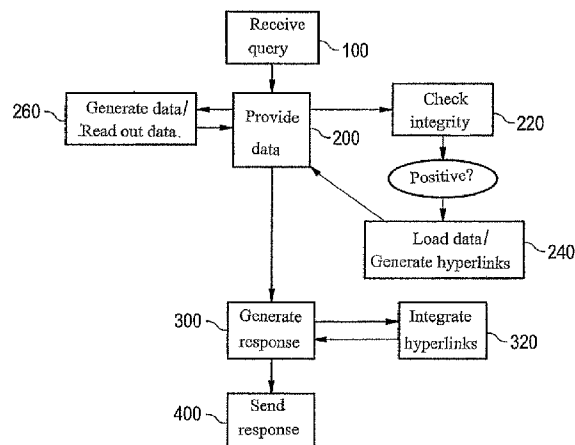 Receive
query
100
260
Generate data/
Read out data.
Provide
data
200
Check
integrity
220
Positive?
Load data/
Generate hyperlinks
240
300
Generate
response
Integrate
hyperlinks
320
400
Send
response